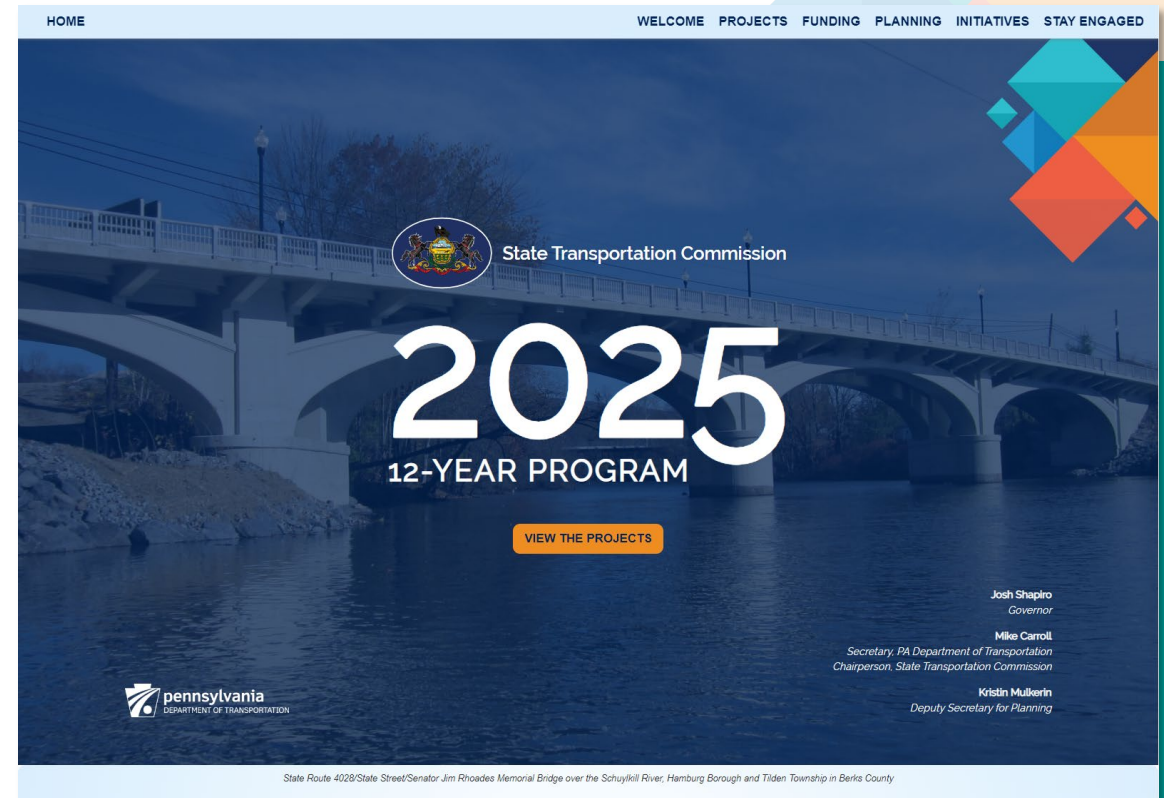 HOME
WELCOME PROJECTS FUNDING PLANNING INITIATIVES STAY ENGAGED
State Transportation Commission
2025
12-YEAR PROGRAM
VIEW THE PROJECTS
Josh Shapiro
Governor
Mike Carroll
Secretary, PA Department of Transportation
Chairperson, State Transportation Commission
Kristin Mulkerin
Deputy Secretary for Planning
pennsylvania
DEPARTMENT OF TRANSPORTATION
State Route 4028/State Street/Senator Jim Rhoades Memorial Bridge over the Schuylkill River, Hamburg Borough and Tilden Township in Berks County